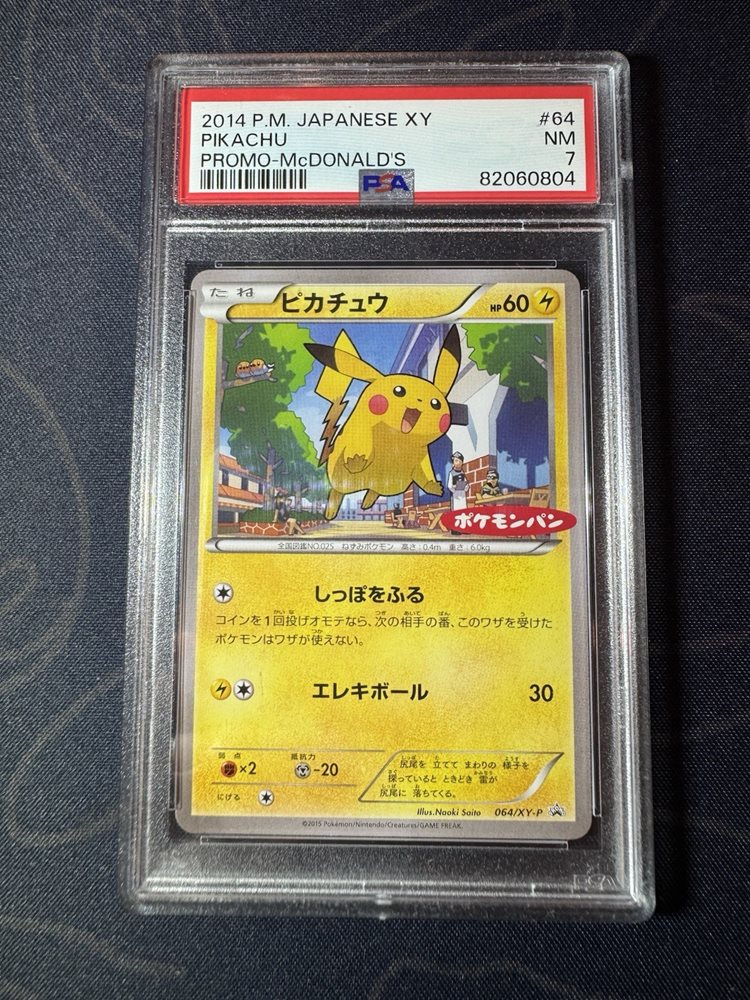 2014 P.M. JAPANESE XY #64
PIKACHU NM
PROMO-McDONALD'S 7
PSA 82060804
たね ピカチュウ HP60
ポケモンパン
全国図鑑NO.025 ねずみポケモン 高さ:0.4m 重さ:6.0kg
しっぽをふる
コインを1回投げオモテなら、次の相手の番、このワザを受けた
ポケモンはワザが使えない。
エレキボール 30
弱点 抵抗力
×2 -20
にげる
尻尾を 立てて まわりの 様子を
探っていると ときどき 雷が
尻尾に 落ちてくる。
Illus.Naoki Saito 064/XY-P
©2015 Pokémon/Nintendo/Creatures/GAME FREAK.